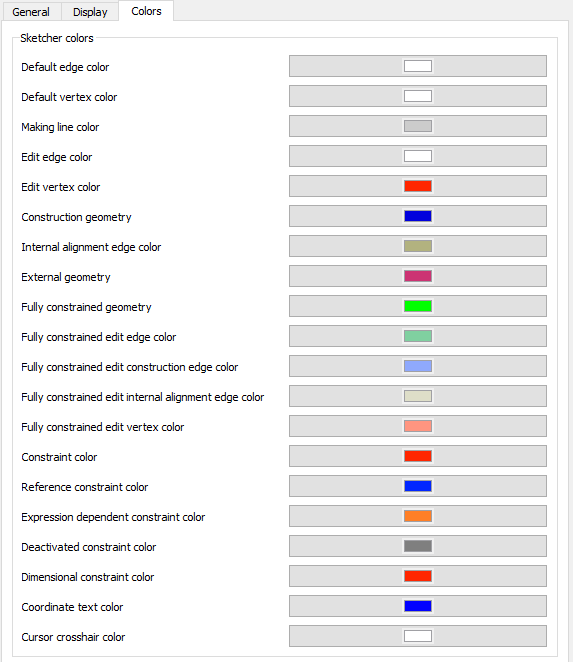 General Display Colors
Sketcher colors
Default edge color
Default vertex color
Making line color
Edit edge color
Edit vertex color
Construction geometry
Internal alignment edge color
External geometry
Fully constrained geometry
Fully constrained edit edge color
Fully constrained edit construction edge color
Fully constrained edit internal alignment edge color
Fully constrained edit vertex color
Constraint color
Reference constraint color
Expression dependent constraint color
Deactivated constraint color
Dimensional constraint color
Coordinate text color
Cursor crosshair color